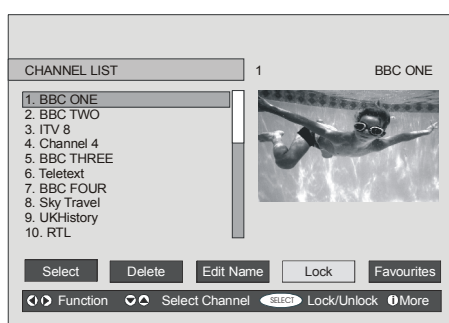 CHANNEL LIST
1 BBC ONE
1. BBC ONE
2. BBC TWO
3. ITV 8
4. Channel 4
5. BBC THREE
6. Teletext
7. BBC FOUR
8. Sky Travel
9. UKHistory
10. RTL
Select Delete Edit Name Lock Favourites
Function Select Channel SELECT Lock/Unlock i More